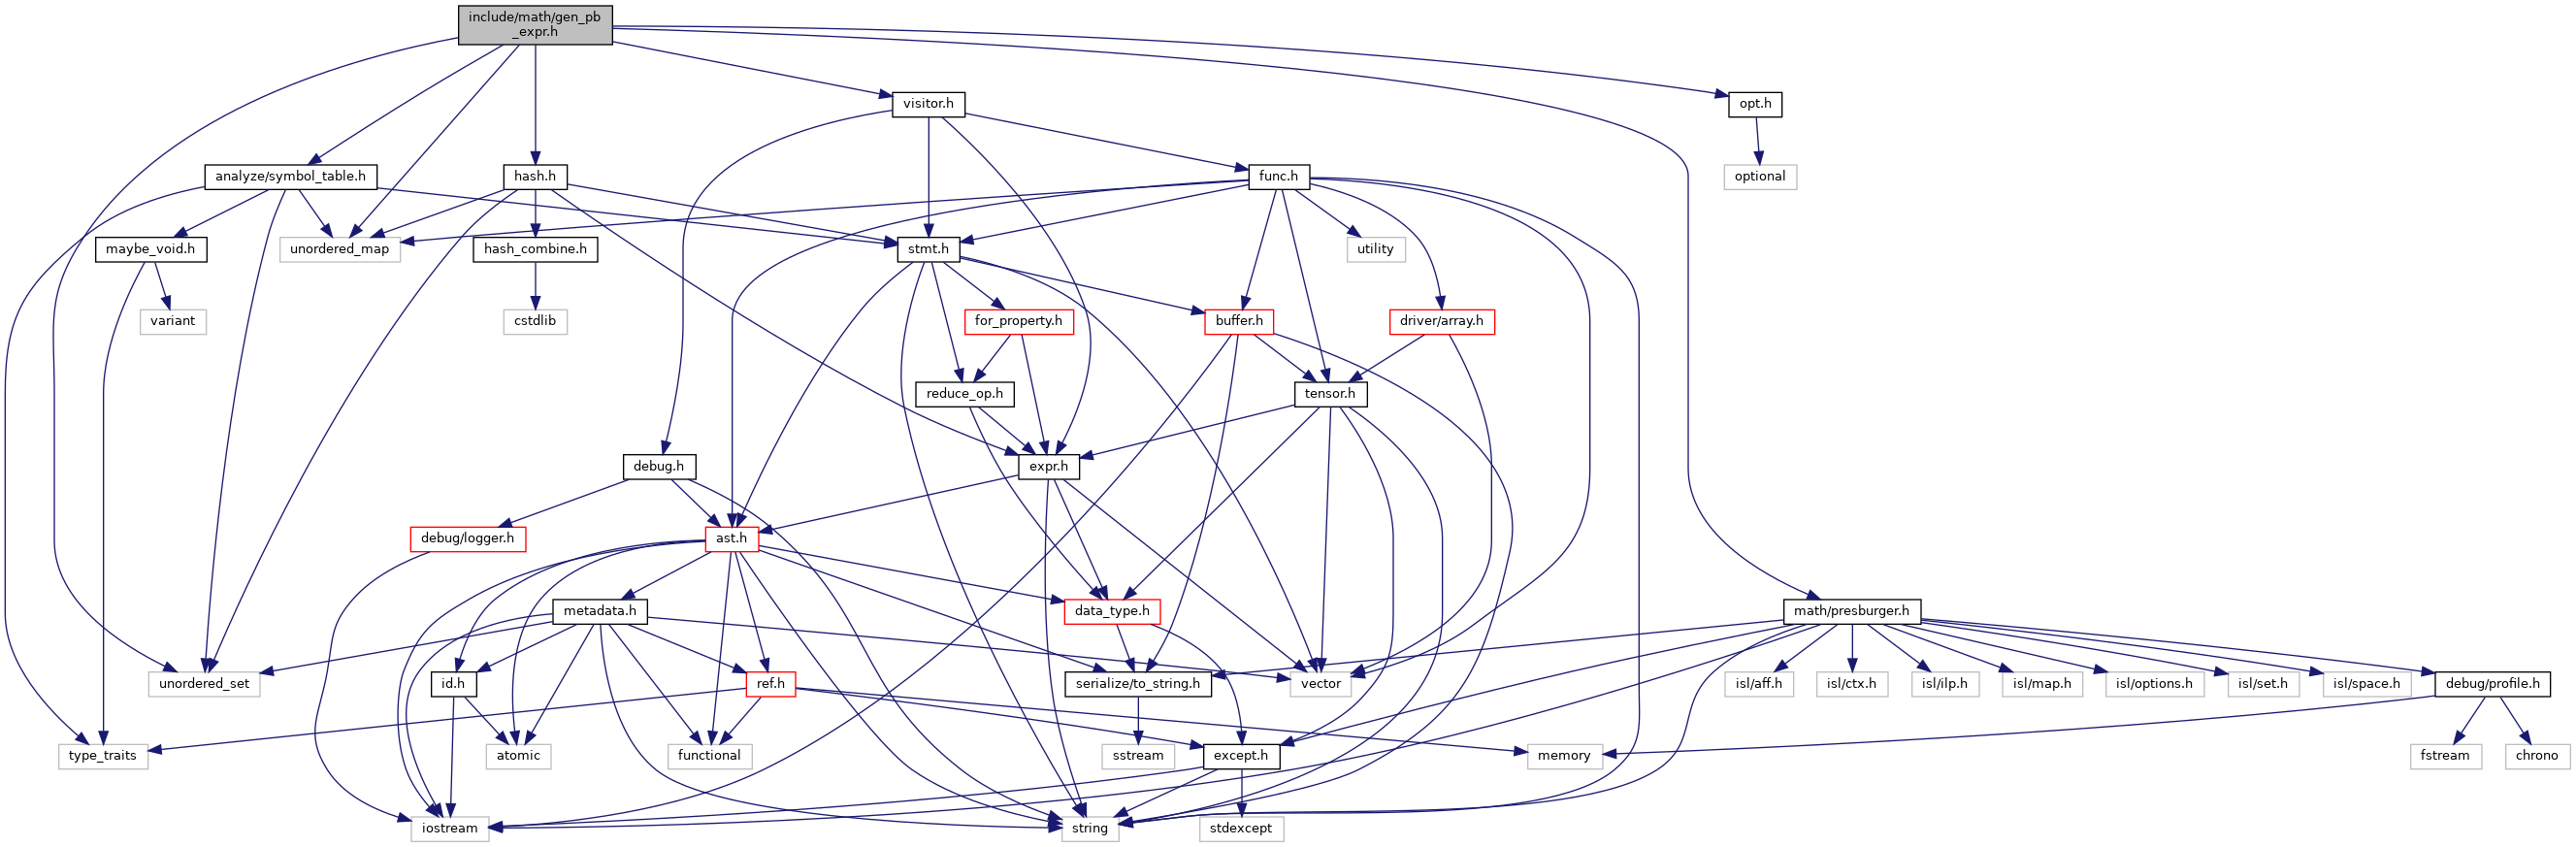 include/math/gen_pb
_expr.h
visitor.h
opt.h
analyze/symbol_table.h
hash.h
func.h
optional
maybe_void.h
unordered_map
hash_combine.h
stmt.h
utility
variant
cstdlib
for_property.h
buffer.h
driver/array.h
reduce_op.h
tensor.h
debug.h
expr.h
debug/logger.h
ast.h
metadata.h
data_type.h
math/presburger.h
unordered_set
id.h
ref.h
serialize/to_string.h
vector
isl/aff.h
isl/ctx.h
isl/ilp.h
isl/map.h
isl/options.h
isl/set.h
isl/space.h
debug/profile.h
type_traits
atomic
functional
sstream
except.h
memory
fstream
chrono
iostream
string
stdexcept